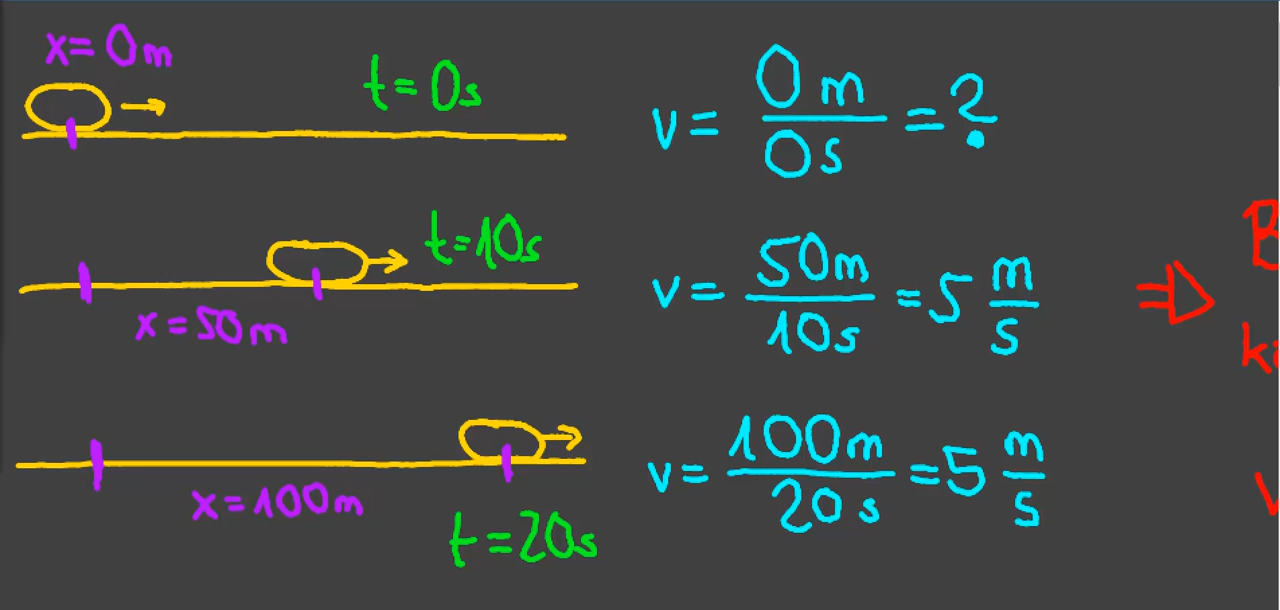 x=0m
t=0s
v= 0m/0s =?
t=10s
x=50m
v= 50m/10s =5 m/s
⇒
v= 100m/20s =5 m/s
x=100m
t=20s